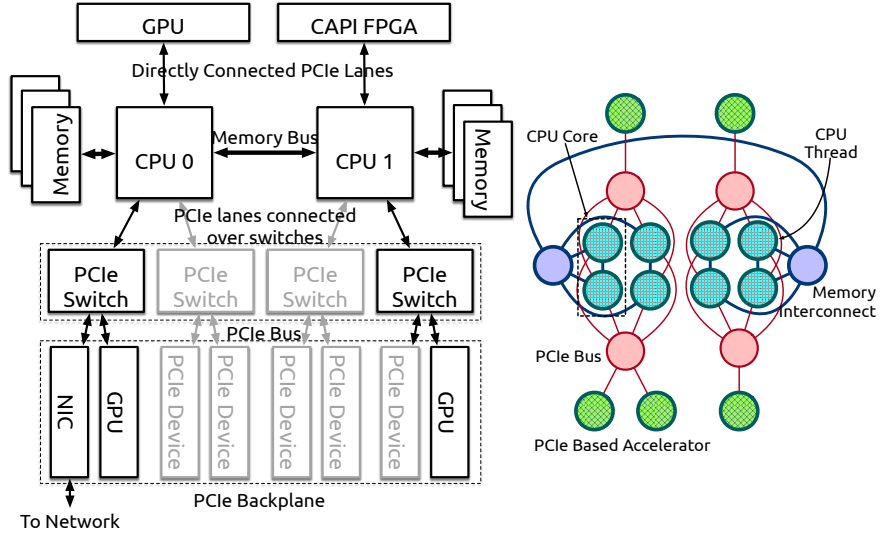 GPU
CAPI FPGA
Directly Connected PCIe Lanes
Memory
CPU 0
Memory Bus
CPU 1
Memory
PCIe lanes connected
over switches
PCIe
Switch
PCIe
Switch
PCIe
Switch
PCIe
Switch
PCIe Bus
NIC
GPU
PCIe Device
PCIe Device
PCIe Device
PCIe Device
PCIe Device
GPU
PCIe Backplane
To Network
CPU Core
CPU
Thread
Memory
Interconnect
PCIe Bus
PCIe Based Accelerator